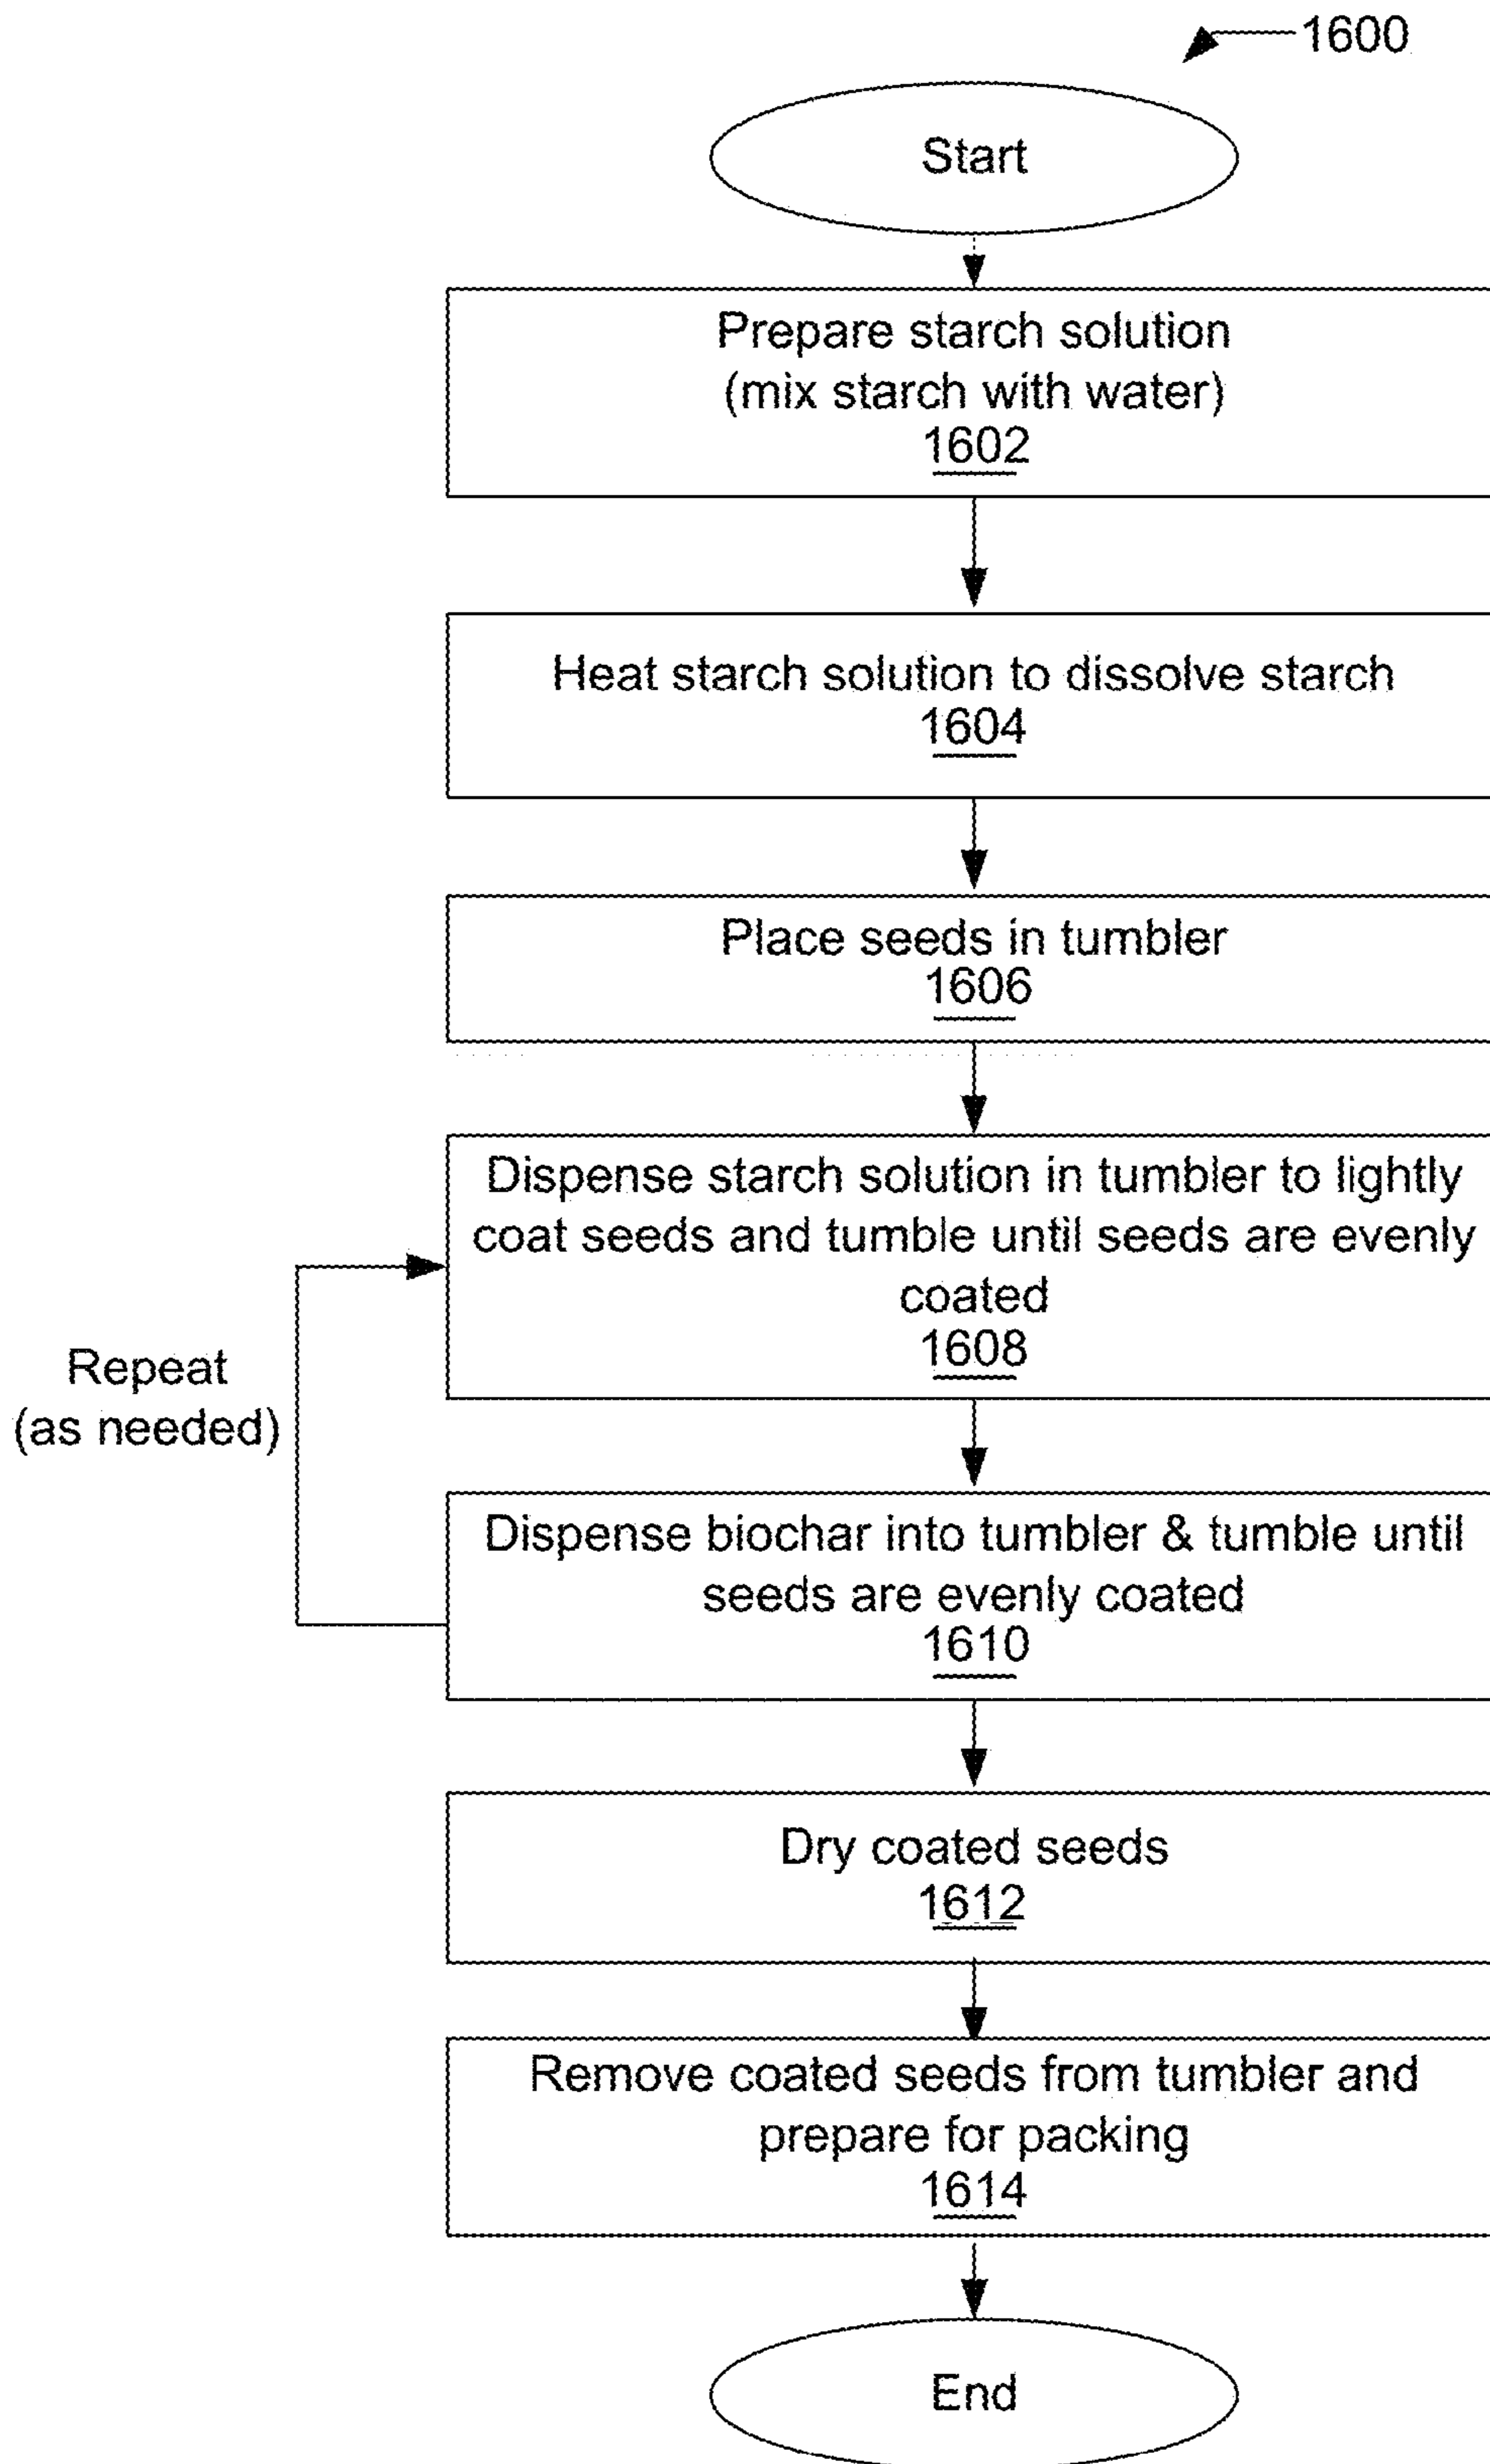 1600
Start
Prepare starch solution
(mix starch with water)
1602
Heat starch solution to dissolve starch
1604
Place seeds in tumbler
1606
Dispense starch solution in tumbler to lightly
coat seeds and tumble until seeds are evenly
coated
1608
Repeat
(as needed)
Dispense biochar into tumbler & tumble until
seeds are evenly coated
1610
Dry coated seeds
1612
Remove coated seeds from tumbler and
prepare for packing
1614
End